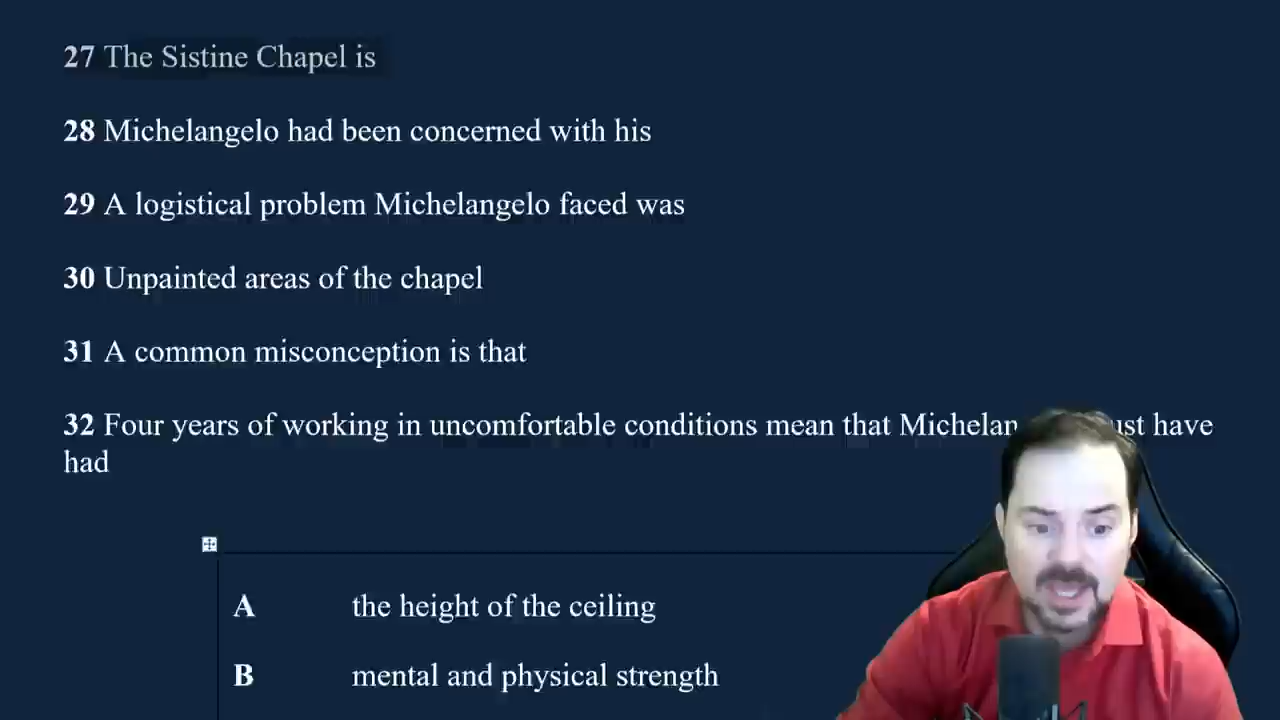 27 The Sistine Chapel is
28 Michelangelo had been concerned with his
29 A logistical problem Michelangelo faced was
30 Unpainted areas of the chapel
31 A common misconception is that
32 Four years of working in uncomfortable conditions mean that have
had
A the height of the ceiling
B mental and physical strength